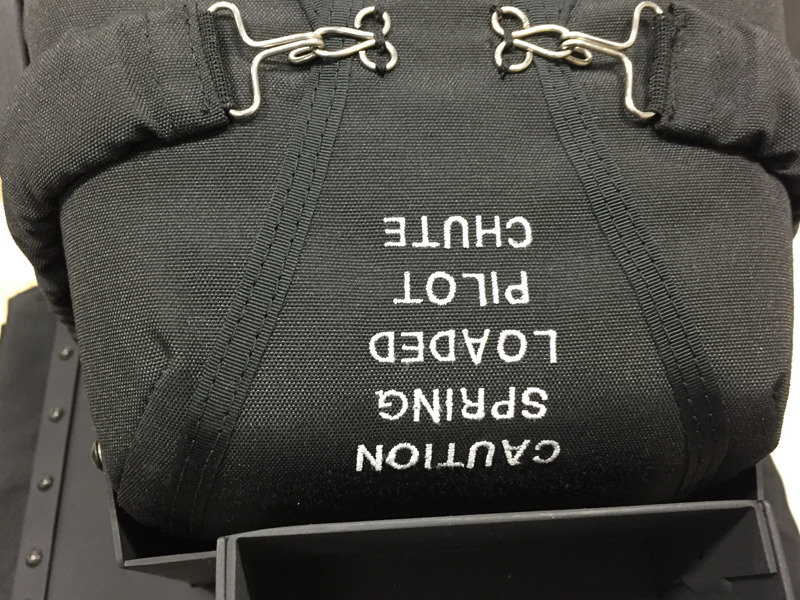 CAUTION
SPRING
LOADED
PILOT
CHUTE